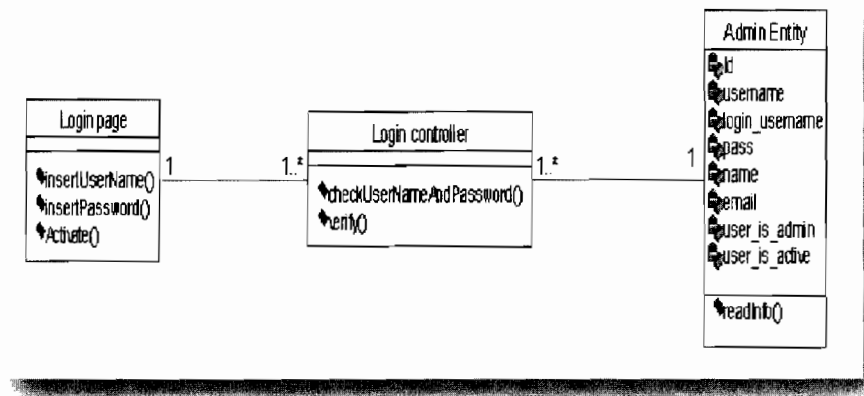 Login page
insertUserName()
insertPassword()
Activate()
1
1..*
Login controller
checkUserNameAndPassword()
verify()
1..*
1
Admin Entity
Id
username
login_username
pass
name
email
user_is_admin
user_is_active
readInfo()